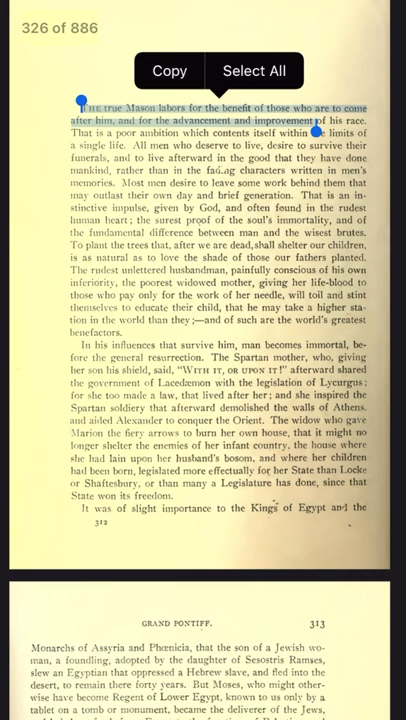 326 of 886
Copy
Select All
THE true Mason labors for the benefit of those who are to come
after him, and for the advancement and improvement of his race.
That is a poor ambition which contents itself within limits of
a single life. All men who deserve to live, desire to survive their
funerals, and to live afterward in the good that they have done
mankind, rather than in the fading characters written in men's
memories. Most men desire to leave some work behind them that
may outlast their own day and brief generation. That is an in-
stinctive impulse, given by God, and often found in the rudest
human heart; the surest proof of the soul's immortality, and of
the fundamental difference between man and the wisest brutes.
To plant the trees that, after we are dead, shall shelter our children,
is as natural as to love the shade of those our fathers planted.
The rudest unlettered husbandman, painfully conscious of his own
inferiority, the poorest widowed mother, giving her life-blood to
those who pay only for the work of her needle, will toil and stint
themselves to educate their child, that he may take a higher sta-
tion in the world than they;—and of such are the world's greatest
benefactors.
In his influences that survive him, man becomes immortal, be-
fore the general resurrection. The Spartan mother, who, giving
her son his shield, said, "WITH IT, OR UPON IT!" afterward shared
the government of Lacedæmon with the legislation of Lycurgus;
for she too made a law, that lived after her; and she inspired the
Spartan soldiery that afterward demolished the walls of Athens,
and aided Alexander to conquer the Orient. The widow who gave
Marion the fiery arrows to burn her own house, that it might no
longer shelter the enemies of her infant country, the house where
she had lain upon her husband's bosom, and where her children
had been born, legislated more effectually for her State than Locke
or Shaftesbury, or than many a Legislature has done, since that
State won its freedom.
It was of slight importance to the Kings of Egypt and the
312
GRAND PONTIFF. 313
Monarchs of Assyria and Phœnicia, that the son of a Jewish wo-
man, a foundling, adopted by the daughter of Sesostris Ramses,
slew an Egyptian that oppressed a Hebrew slave, and fled into the
desert, to remain there forty years. But Moses, who might other-
wise have become Regent of Lower Egypt, known to us only by a
tablet on a tomb or monument, became the deliverer of the Jews,